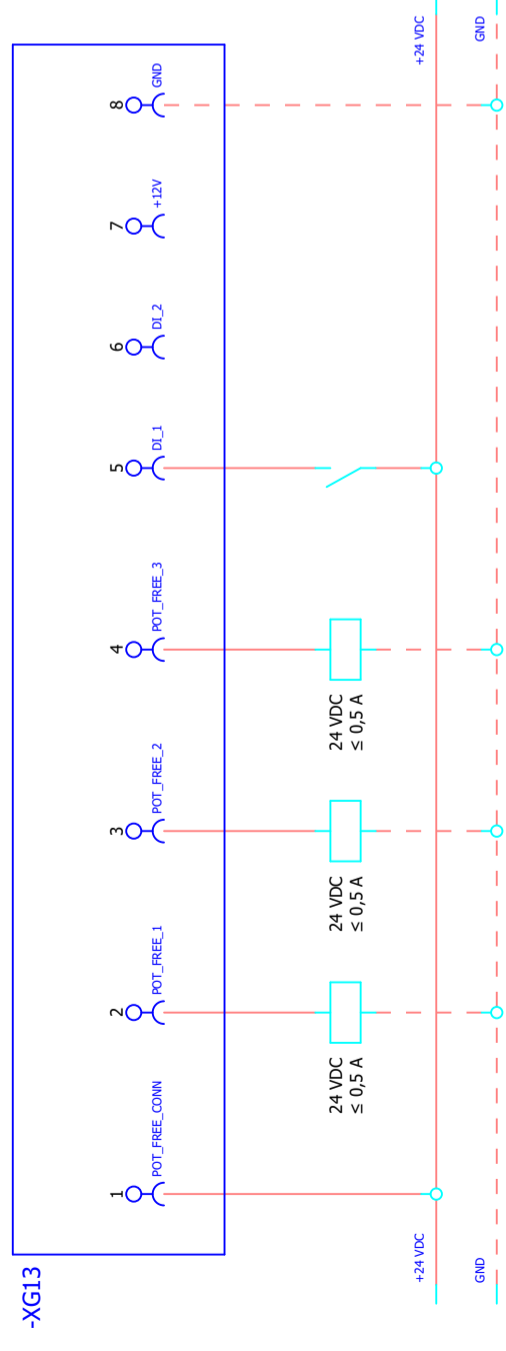 -XG13
1
POT_FREE_CONN
2
POT_FREE_1
3
POT_FREE_2
4
POT_FREE_3
5
DI_1
6
DI_2
7
+12V
8
GND
24 VDC
≤ 0,5 A
24 VDC
≤ 0,5 A
24 VDC
≤ 0,5 A
+24 VDC
+24 VDC
GND
GND